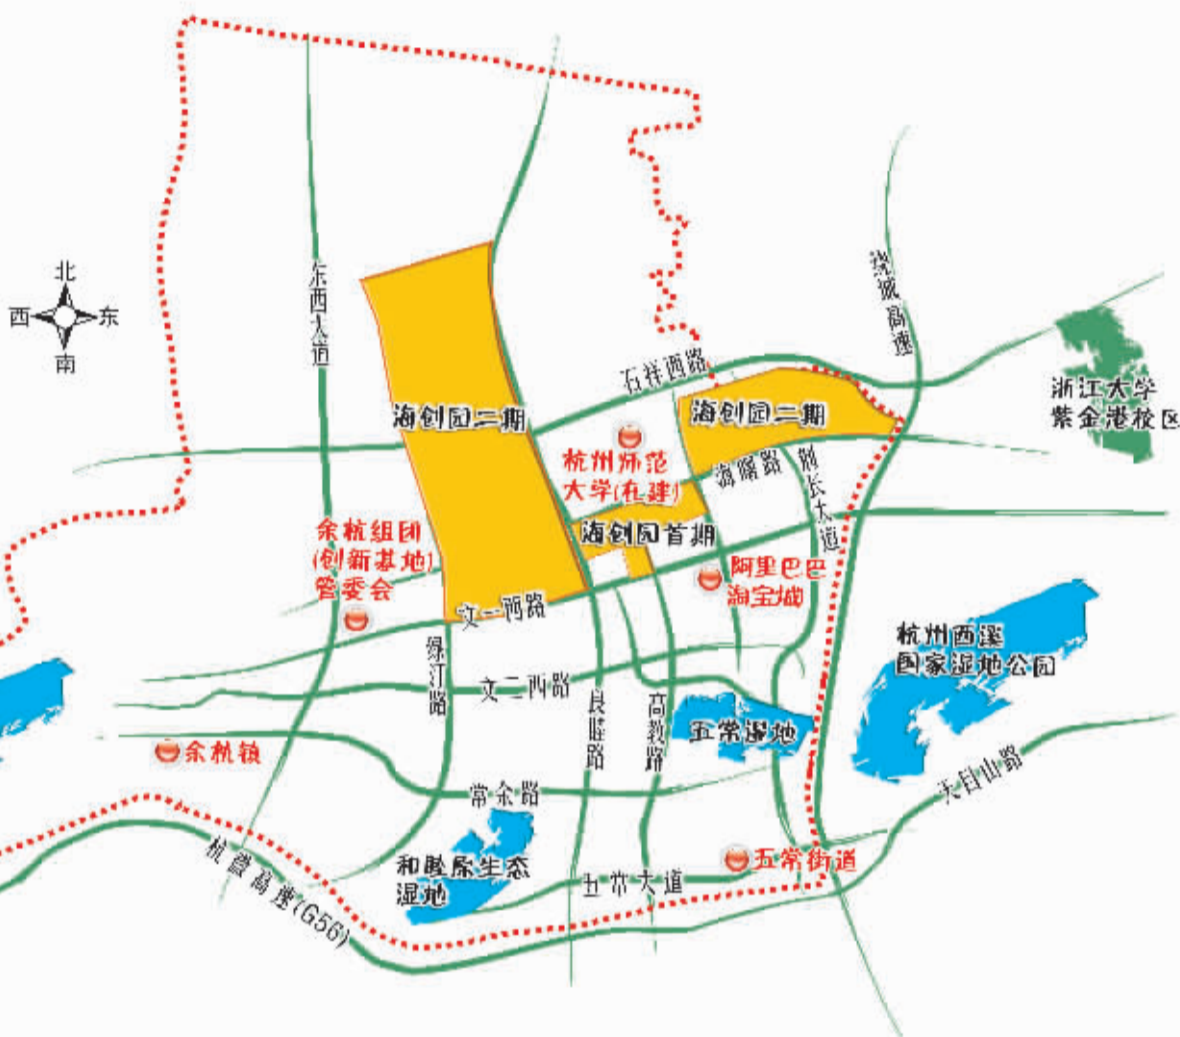 北
西
东
南
东西大道
绕城高速
石祥西路
浙江大学
紫金港校区
海创园二期
海创园二期
杭州师范
大学(在建)
海曙路
荆长大道
海创园首期
余杭组团
(创新基地)
管委会
阿里巴巴
淘宝城
文一西路
杭州西溪
国家湿地公园
绿汀路
文二西路
良睦路
高教路
五常湿地
余杭镇
常余路
天目山路
杭徽高速(G56)
和睦原生态
湿地
五常大道
五常街道